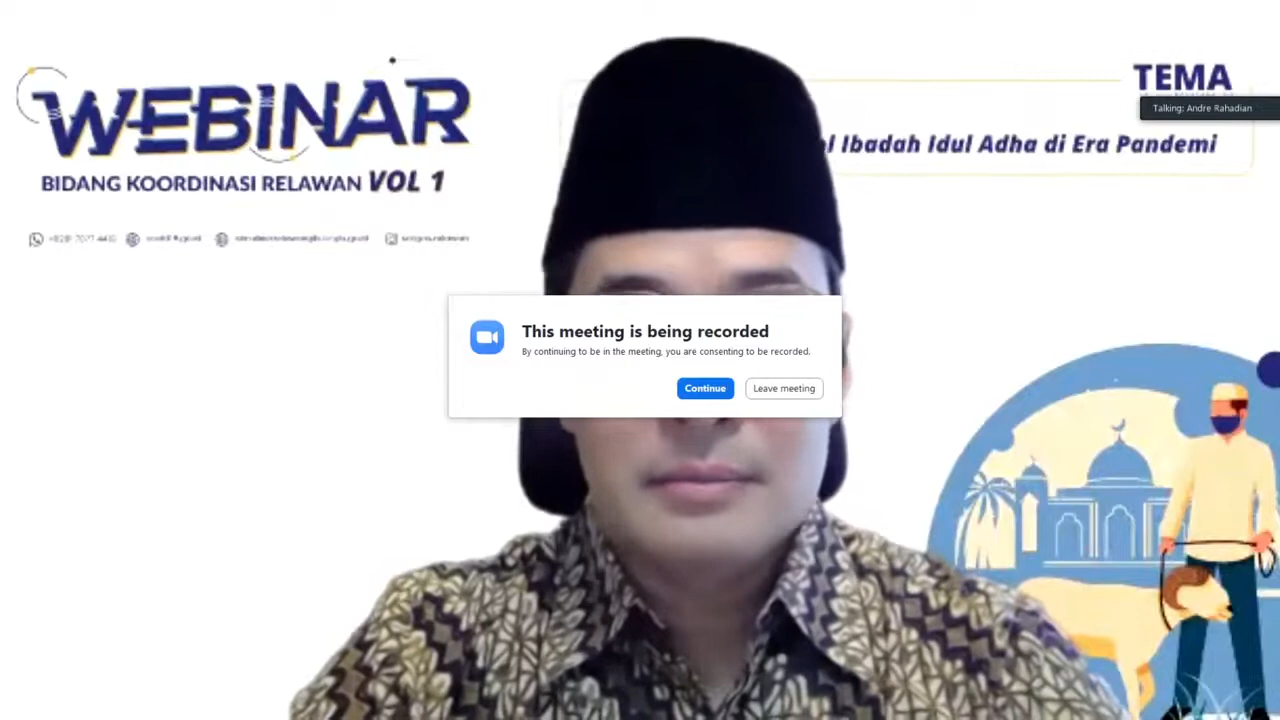 WEBINAR
BIDANG KOORDINASI RELAWAN VOL 1
TEMA
Talking: Andre Rahadian
Ibadah Idul Adha di Era Pandemi
This meeting is being recorded
By continuing to be in the meeting, you are consenting to be recorded.
Continue
Leave meeting